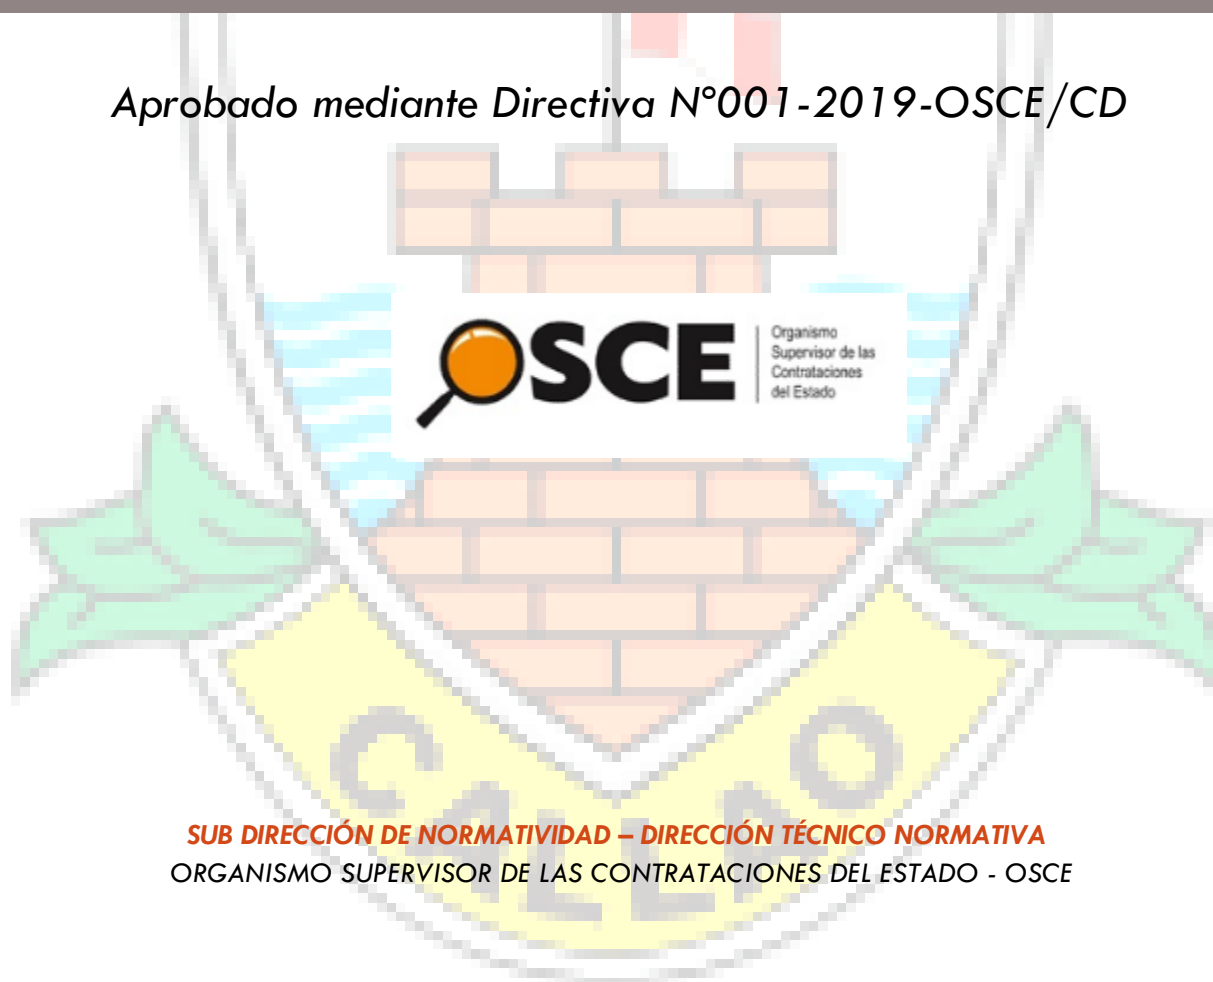 Aprobado mediante Directiva Nº001-2019-OSCE/CD
OSCE
Organismo
Supervisor de las
Contrataciones
del Estado
CALLAO
SUB DIRECCIÓN DE NORMATIVIDAD – DIRECCIÓN TÉCNICO NORMATIVA
ORGANISMO SUPERVISOR DE LAS CONTRATACIONES DEL ESTADO - OSCE